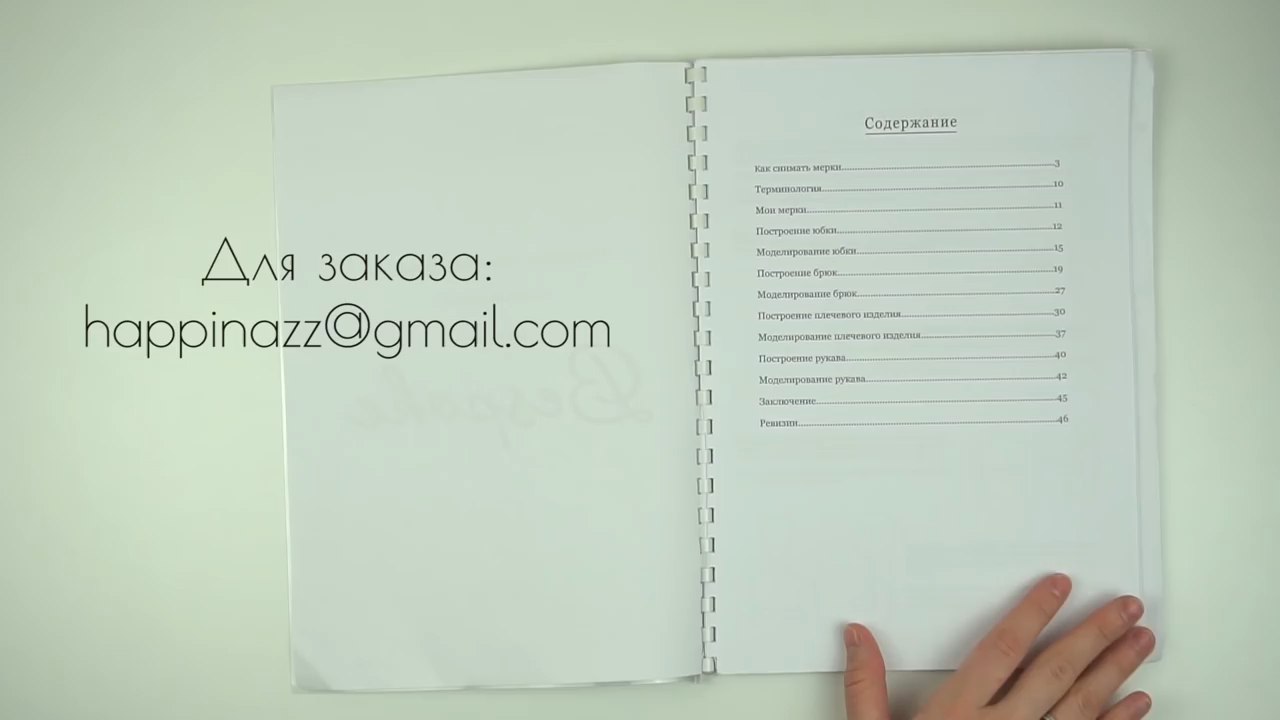 Для заказа:
happinazz@gmail.com
Содержание
Как снимать мерки 3
Терминология 10
Мои мерки 11
Построение юбки 12
Моделирование юбки 15
Построение брюк 19
Моделирование брюк 27
Построение плечевого изделия 30
Моделирование плечевого изделия 37
Построение рукава 40
Моделирование рукава 42
Заключение 45
Ревизии 46